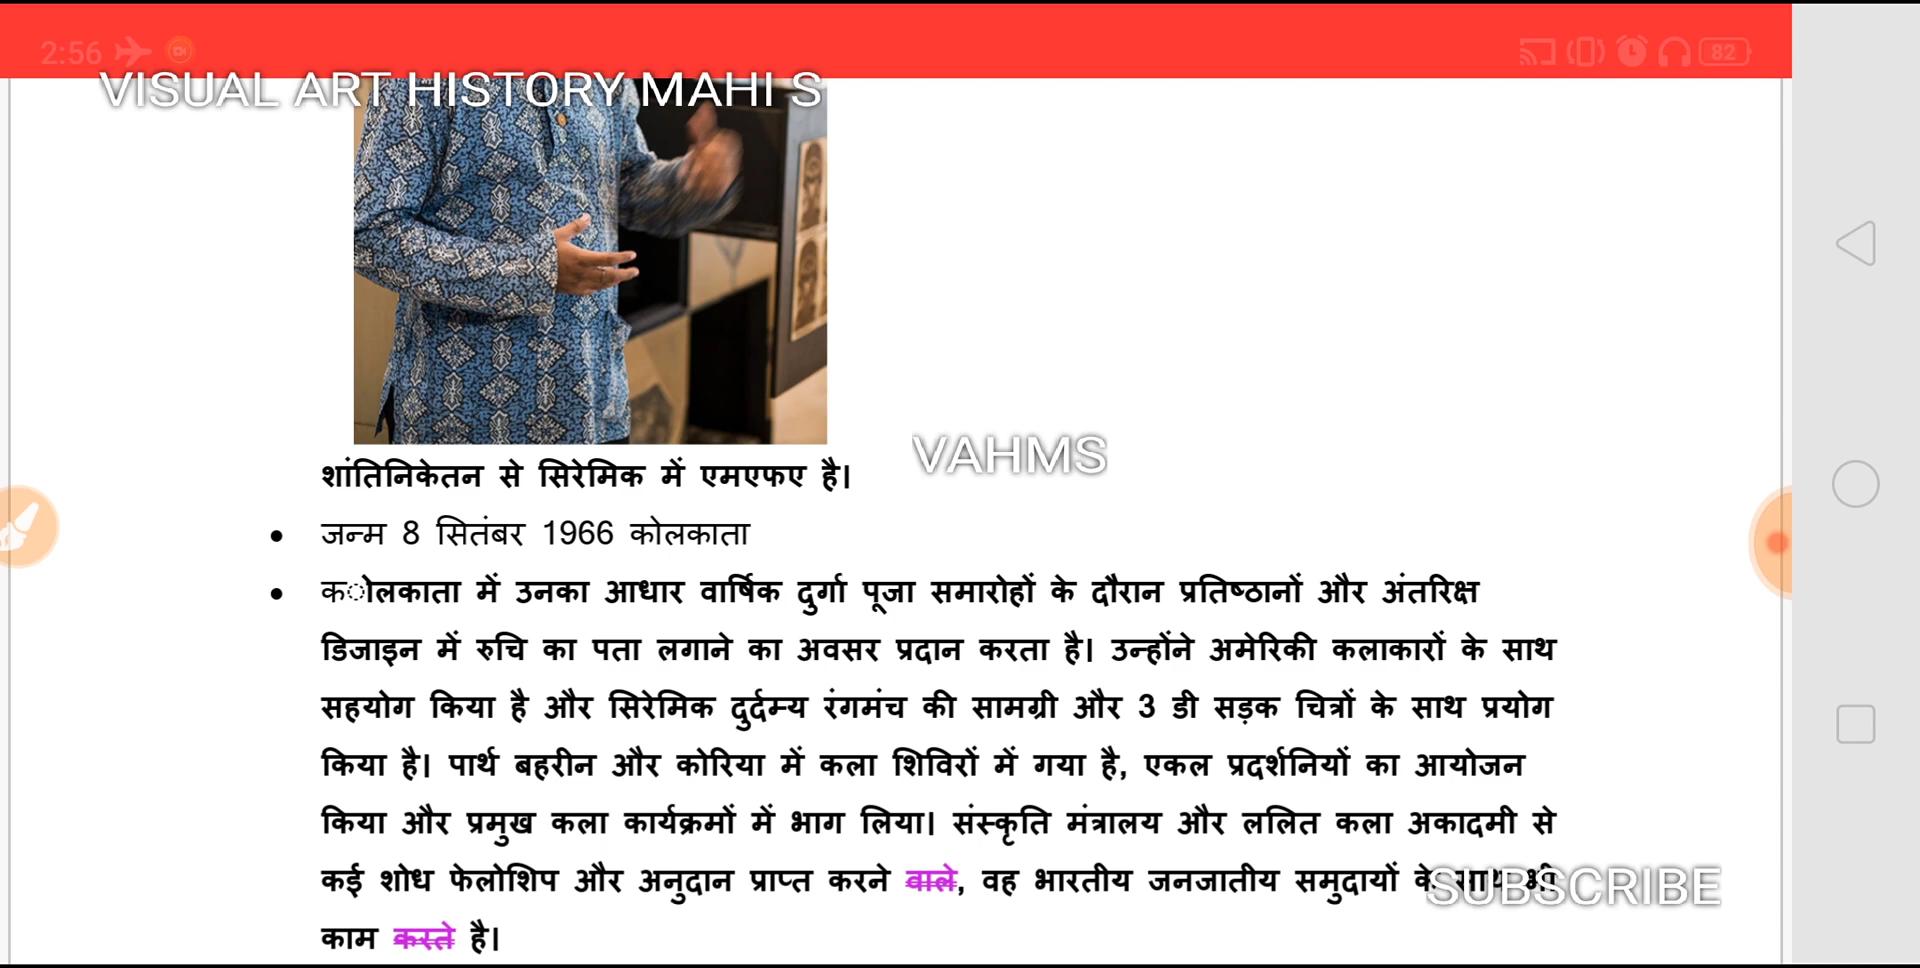 2:56
82
VISUAL ART HISTORY MAHI S
शांतिनिकेतन से सिरेमिक में एमएफए है।
VAHMS
• जन्म 8 सितंबर 1966 कोलकाता
• कोलकाता में उनका आधार वार्षिक दुर्गा पूजा समारोहों के दौरान प्रतिष्ठानों और अंतरिक्ष
डिजाइन में रुचि का पता लगाने का अवसर प्रदान करता है। उन्होंने अमेरिकी कलाकारों के साथ
सहयोग किया है और सिरेमिक दुर्दम्य रंगमंच की सामग्री और 3 डी सड़क चित्रों के साथ प्रयोग
किया है। पार्थ बहरीन और कोरिया में कला शिविरों में गया है, एकल प्रदर्शनियों का आयोजन
किया और प्रमुख कला कार्यक्रमों में भाग लिया। संस्कृति मंत्रालय और ललित कला अकादमी से
कई शोध फेलोशिप और अनुदान प्राप्त करने वाले, वह भारतीय जनजातीय समुदायों के साथ भी
SUBSCRIBE
काम करते है।